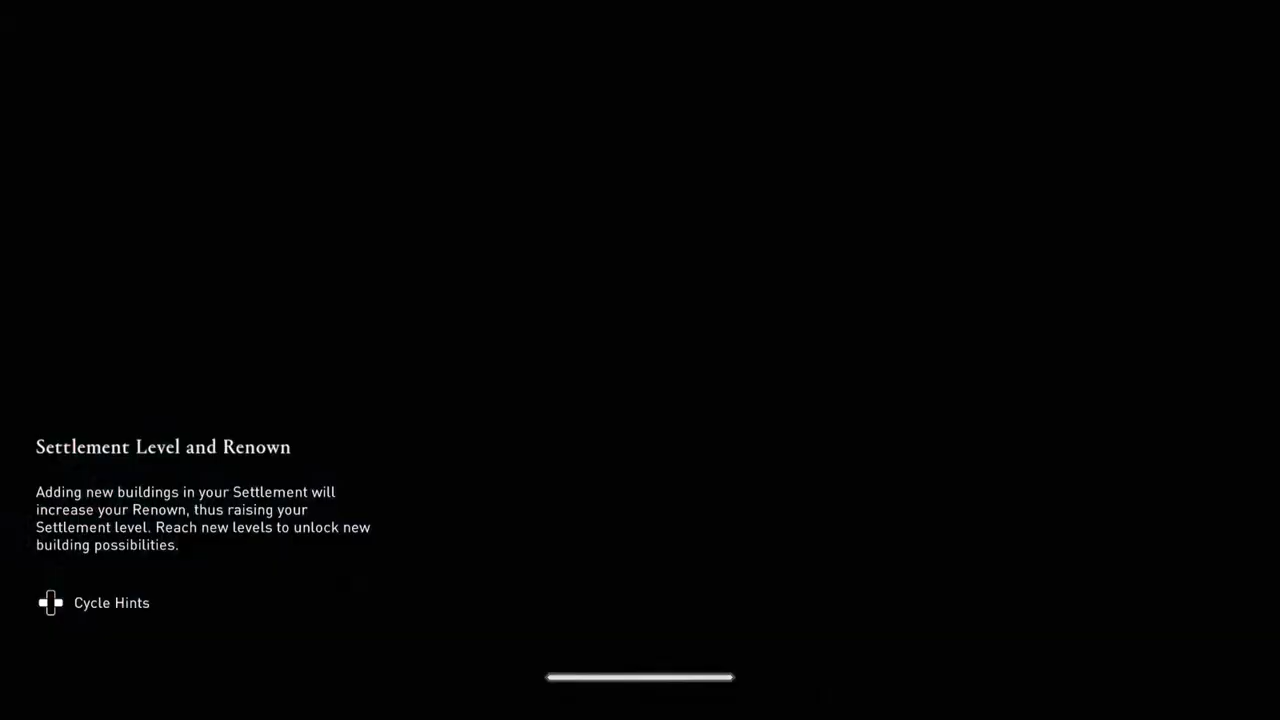 Settlement Level and Renown
Adding new buildings in your Settlement will
increase your Renown, thus raising your
Settlement level. Reach new levels to unlock new
building possibilities.
Cycle Hints